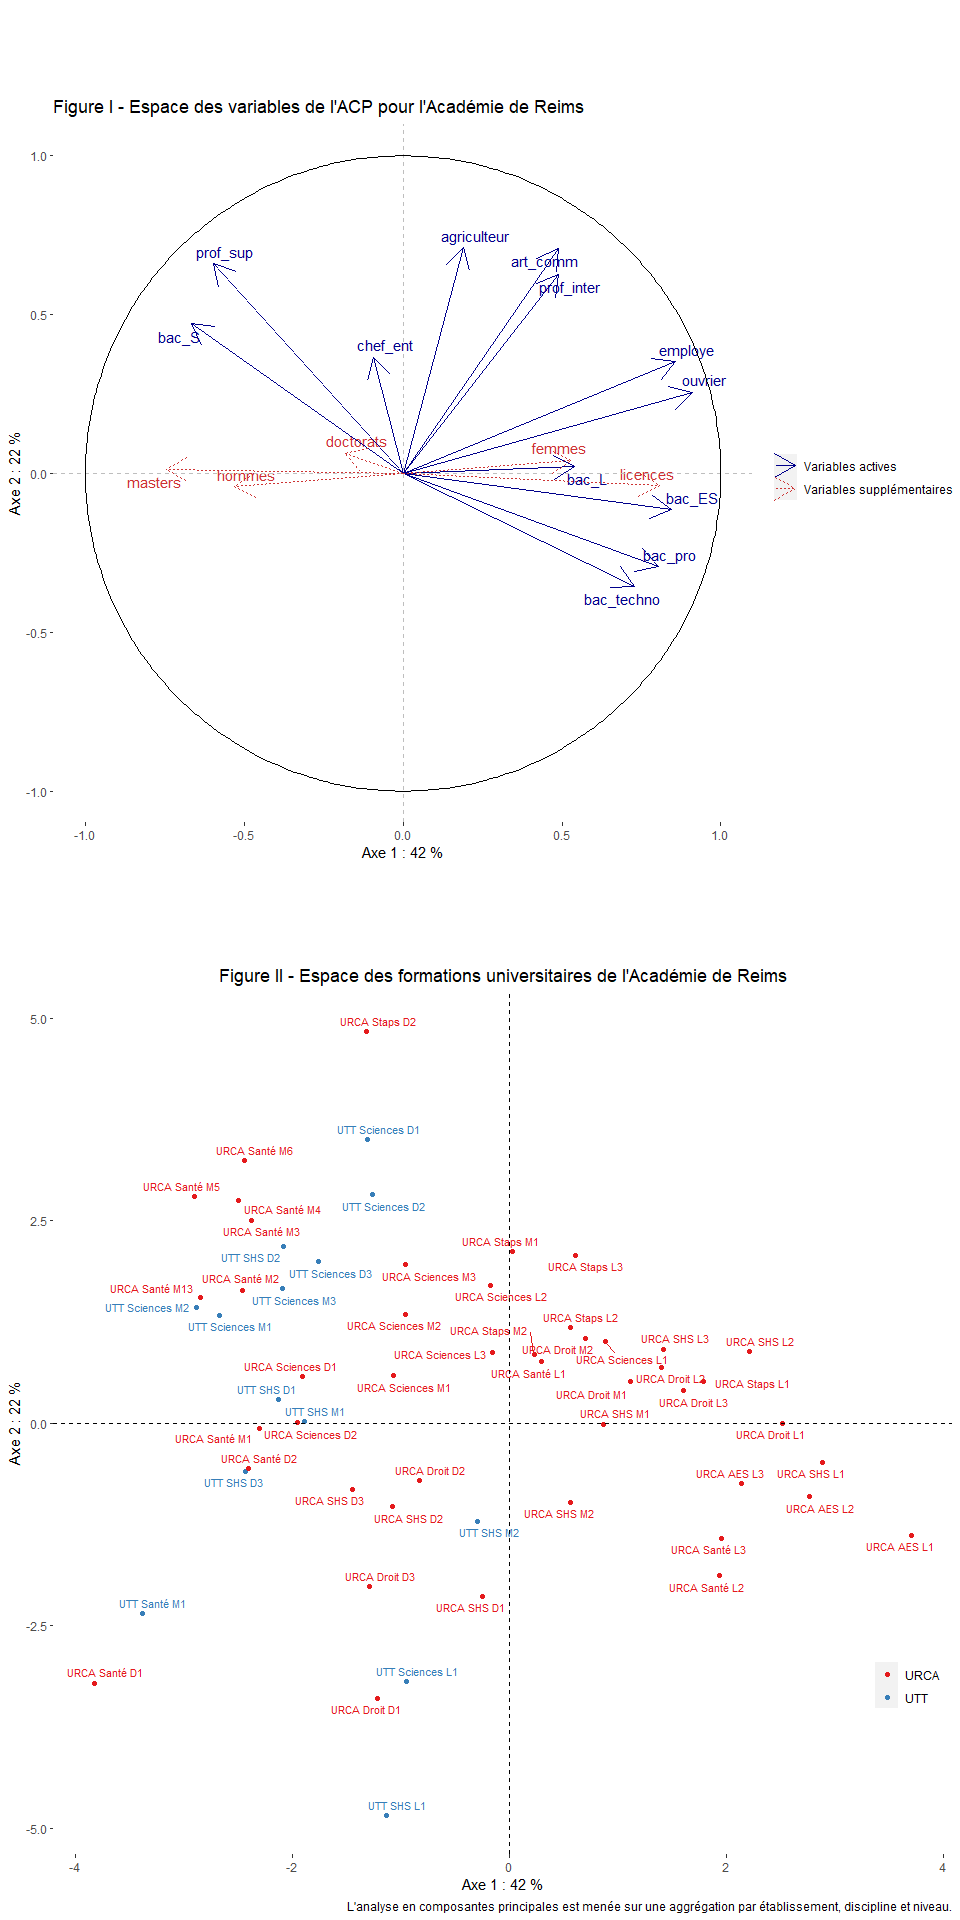 Figure I - Espace des variables de l'ACP pour l'Académie de Reims
1.0
agriculteur
prof_sup
art_comm
prof_inter
0.5
bac_S
chef_ent
employe
ouvrier
doctorats
femmes
Variables actives
0.0
masters
hommes
bac_L
licences
Variables supplémentaires
bac_ES
bac_pro
bac_techno
-0.5
-1.0
Axe 2 : 22 %
-1.0
-0.5
0.0
0.5
1.0
Axe 1 : 42 %
Figure II - Espace des formations universitaires de l'Académie de Reims
5.0
URCA Staps D2
UTT Sciences D1
URCA Santé M6
URCA Santé M5
UTT Sciences D2
URCA Santé M4
2.5
URCA Santé M3
URCA Staps M1
UTT SHS D2
URCA Staps L3
UTT Sciences D3
URCA Santé M2
URCA Sciences M3
URCA Santé M13
URCA Sciences L2
UTT Sciences M3
UTT Sciences M2
URCA Staps L2
UTT Sciences M1
URCA Sciences M2
URCA Staps M2
URCA SHS L3
URCA SHS L2
URCA Droit M2
URCA Sciences L3
URCA Sciences L1
URCA Sciences D1
URCA Santé L1
URCA Droit L2
URCA Staps L1
URCA Sciences M1
UTT SHS D1
URCA Droit M1
URCA Droit L3
UTT SHS M1
URCA SHS M1
0.0
URCA Santé M1
URCA Sciences D2
URCA Droit L1
URCA Santé D2
URCA Droit D2
URCA AES L3
URCA SHS L1
UTT SHS D3
URCA SHS D3
URCA SHS D2
URCA SHS M2
URCA AES L2
UTT SHS M2
URCA Santé L3
URCA AES L1
URCA Droit D3
URCA Santé L2
UTT Santé M1
URCA SHS D1
-2.5
URCA Santé D1
UTT Sciences L1
URCA
UTT
URCA Droit D1
UTT SHS L1
-5.0
Axe 2 : 22 %
-4
-2
0
2
4
Axe 1 : 42 %
L'analyse en composantes principales est menée sur une aggrégation par établissement, discipline et niveau.